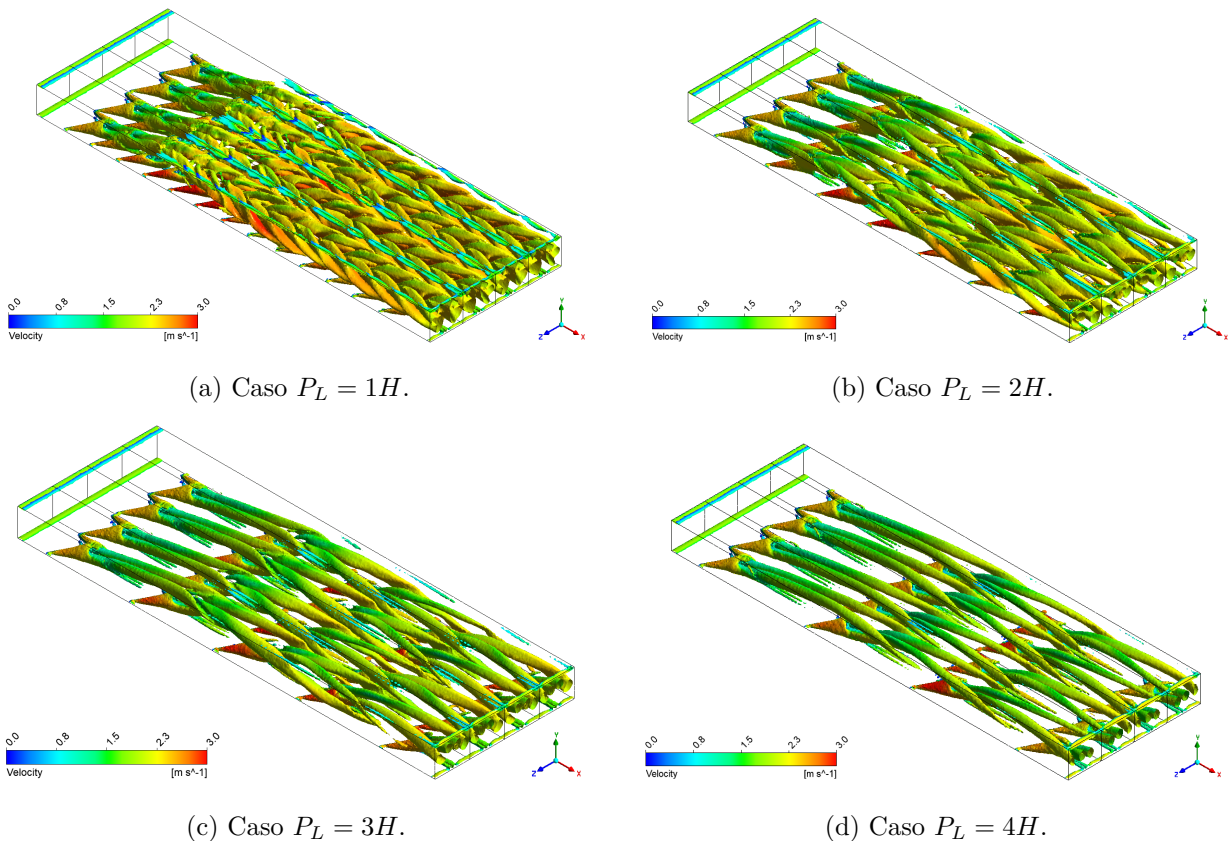 0.0 0.8 1.5 2.3 3.0
Velocity [m s^-1]
Y
Z X
(a) Caso P_L = 1H.
0.0 0.8 1.5 2.3 3.0
Velocity [m s^-1]
Y
Z X
(b) Caso P_L = 2H.
0.0 0.8 1.5 2.3 3.0
Velocity [m s^-1]
Y
Z X
(c) Caso P_L = 3H.
0.0 0.8 1.5 2.3 3.0
Velocity [m s^-1]
Y
Z X
(d) Caso P_L = 4H.